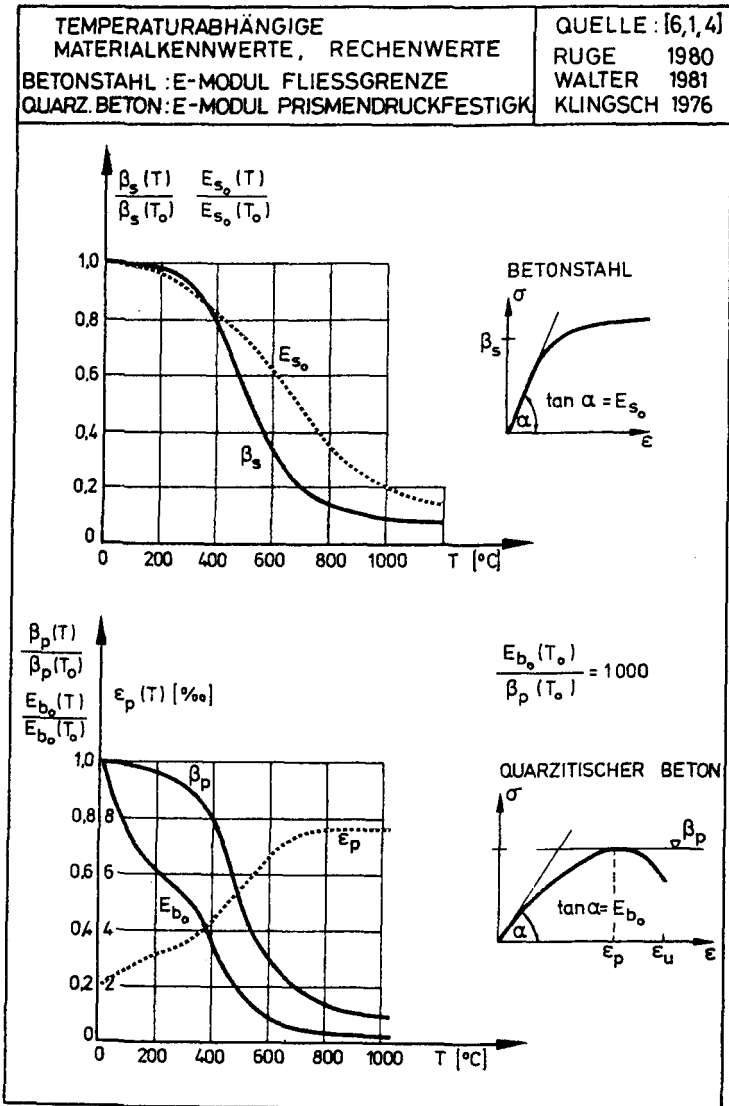 TEMPERATURABHÄNGIGE
MATERIALKENNWERTE, RECHENWERTE
BETONSTAHL : E-MODUL FLIESSGRENZE
QUARZ. BETON: E-MODUL PRISMENDRUCKFESTIGK.
QUELLE : [6,1,4]
RUGE 1980
WALTER 1981
KLINGSCH 1976
βs(T) / βs(To) Eso(T) / Eso(To)
1,0
0,8
0,6
0,4
0,2
0
Eso
βs
0 200 400 600 800 1000 T [°C]
BETONSTAHL
σ
βs
tan α = Eso
α
ε
βp(T) / βp(To)
Ebo(T) / Ebo(To)
εp(T) [‰]
1,0
0,8 8
0,6 6
0,4 4
0,2 2
0
βp
εp
Ebo
0 200 400 600 800 1000 T [°C]
Ebo(To) / βp(To) = 1000
QUARZITISCHER BETON
σ
βp
tan α = Ebo
α
εp εu ε